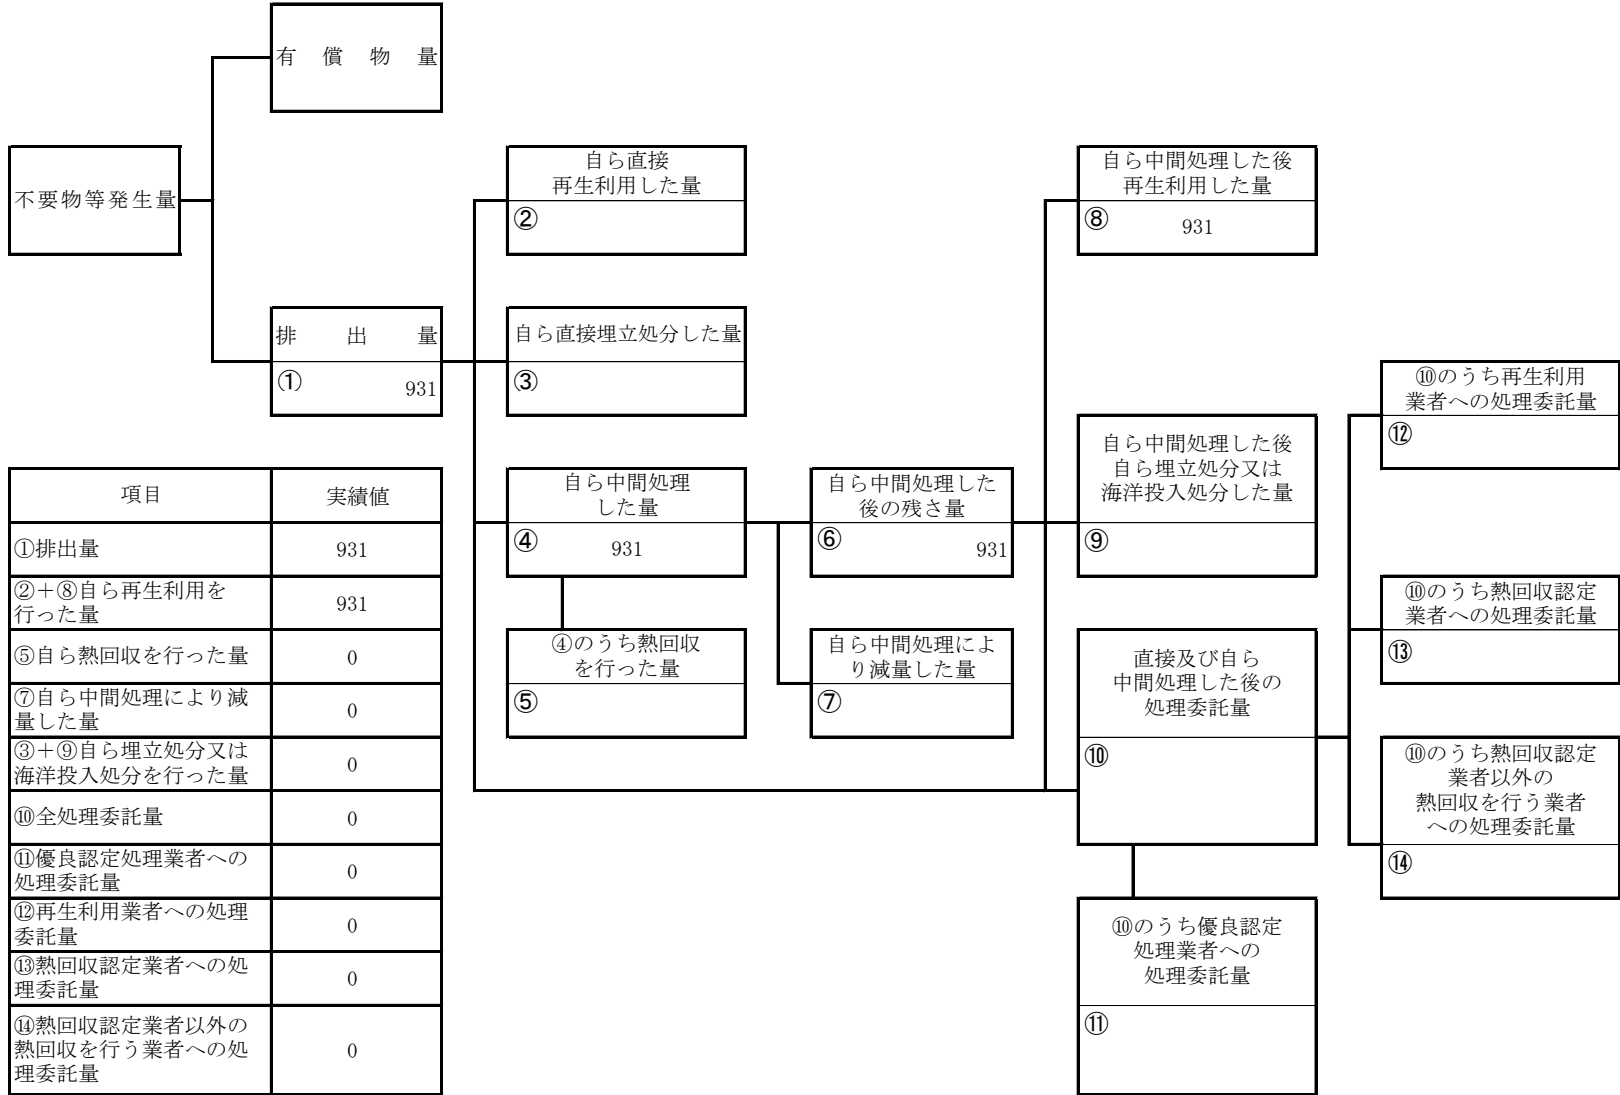 有償物量
不要物等発生量
排出量
①
931
自ら直接
再生利用した量
②
自ら直接埋立処分した量
③
自ら中間処理
した量
④
931
④のうち熱回収
を行った量
⑤
自ら中間処理した
後の残さ量
⑥
931
自ら中間処理によ
り減量した量
⑦
自ら中間処理した後
再生利用した量
⑧
931
自ら中間処理した後
自ら埋立処分又は
海洋投入処分した量
⑨
直接及び自ら
中間処理した後の
処理委託量
⑩
⑩のうち優良認定
処理業者への
処理委託量
⑪
⑩のうち再生利用
業者への処理委託量
⑫
⑩のうち熱回収認定
業者への処理委託量
⑬
⑩のうち熱回収認定
業者以外の
熱回収を行う業者
への処理委託量
⑭
項目 実績値
①排出量 931
②+⑧自ら再生利用を
行った量
931
⑤自ら熱回収を行った量 0
⑦自ら中間処理により減
量した量
0
③+⑨自ら埋立処分又は
海洋投入処分を行った量
0
⑩全処理委託量 0
⑪優良認定処理業者への
処理委託量
0
⑫再生利用業者への処理
委託量
0
⑬熱回収認定業者への処
理委託量
0
⑭熱回収認定業者以外の
熱回収を行う業者への処
理委託量
0